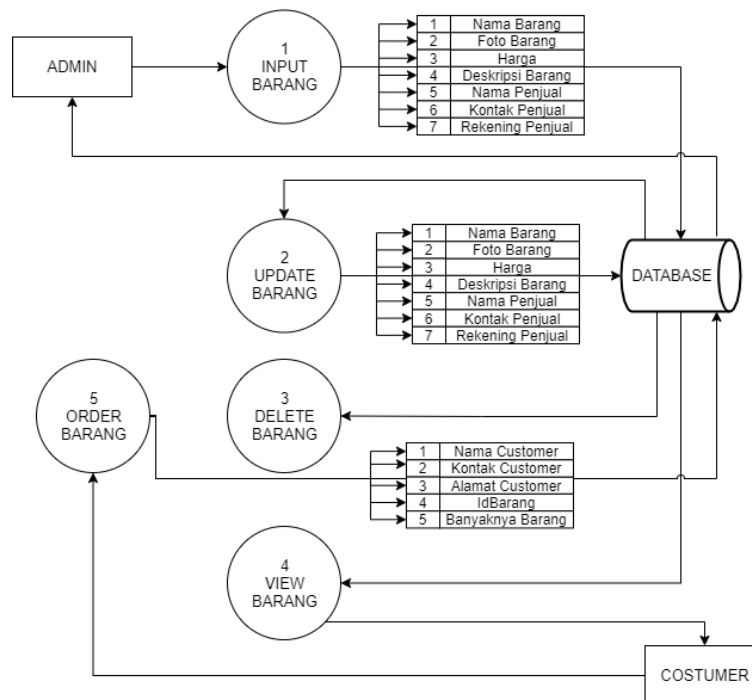 ADMIN
1
INPUT
BARANG
1 Nama Barang
2 Foto Barang
3 Harga
4 Deskripsi Barang
5 Nama Penjual
6 Kontak Penjual
7 Rekening Penjual
2
UPDATE
BARANG
1 Nama Barang
2 Foto Barang
3 Harga
4 Deskripsi Barang
5 Nama Penjual
6 Kontak Penjual
7 Rekening Penjual
DATABASE
5
ORDER
BARANG
3
DELETE
BARANG
1 Nama Customer
2 Kontak Customer
3 Alamat Customer
4 IdBarang
5 Banyaknya Barang
4
VIEW
BARANG
COSTUMER